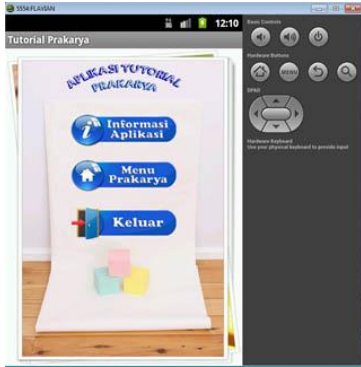 5554:FLAVIAN
12:10
Tutorial Prakarya
APLIKASI TUTORIAL
PRAKARYA
Informasi
Aplikasi
Menu
Prakarya
Keluar
Basic Controls
Hardware Buttons
MENU
DPAD
Hardware Keyboard
Use your physical keyboard to provide input